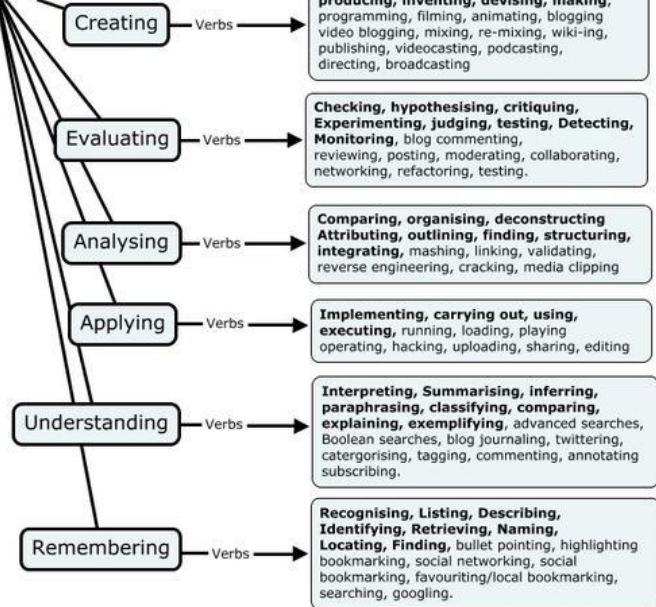 producing, inventing, devising, making,
Creating
Verbs
programming, filming, animating, blogging
video blogging, mixing, re-mixing, wiki-ing,
publishing, videocasting, podcasting,
directing, broadcasting
Evaluating
Verbs
Checking, hypothesising, critiquing,
Experimenting, judging, testing, Detecting,
Monitoring, blog commenting,
reviewing, posting, moderating, collaborating,
networking, refactoring, testing.
Analysing
Verbs
Comparing, organising, deconstructing
Attributing, outlining, finding, structuring,
integrating, mashing, linking, validating,
reverse engineering, cracking, media clipping
Applying
Verbs
Implementing, carrying out, using,
executing, running, loading, playing
operating, hacking, uploading, sharing, editing
Understanding
Verbs
Interpreting, Summarising, inferring,
paraphrasing, classifying, comparing,
explaining, exemplifying, advanced searches,
Boolean searches, blog journaling, twittering,
catergorising, tagging, commenting, annotating
subscribing.
Remembering
Verbs
Recognising, Listing, Describing,
Identifying, Retrieving, Naming,
Locating, Finding, bullet pointing, highlighting
bookmarking, social networking, social
bookmarking, favouriting/local bookmarking,
searching, googling.